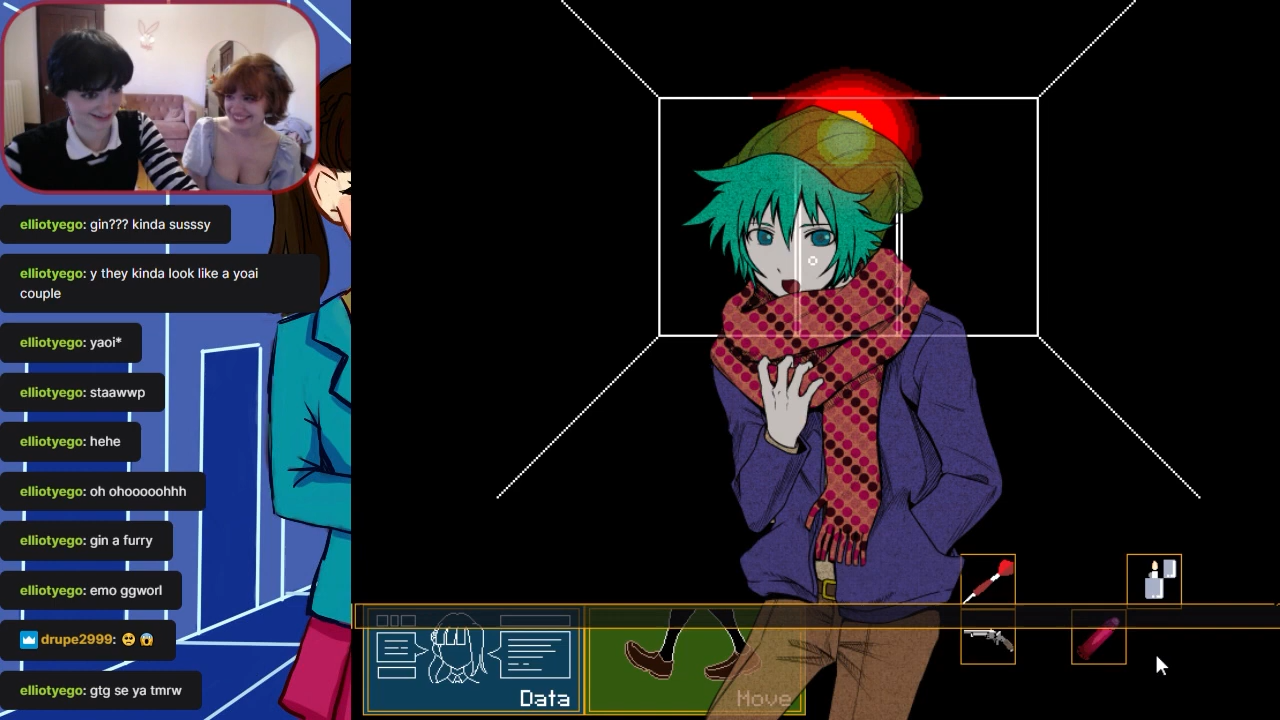 elliotyego: gin??? kinda susssy
elliotyego: y they kinda look like a yoai
couple
elliotyego: yaoi*
elliotyego: staawwp
elliotyego: hehe
elliotyego: oh ohooooohhh
elliotyego: gin a furry
elliotyego: emo ggworl
drupe2999: 🥴 😱
elliotyego: gtg se ya tmrw
Data
Move